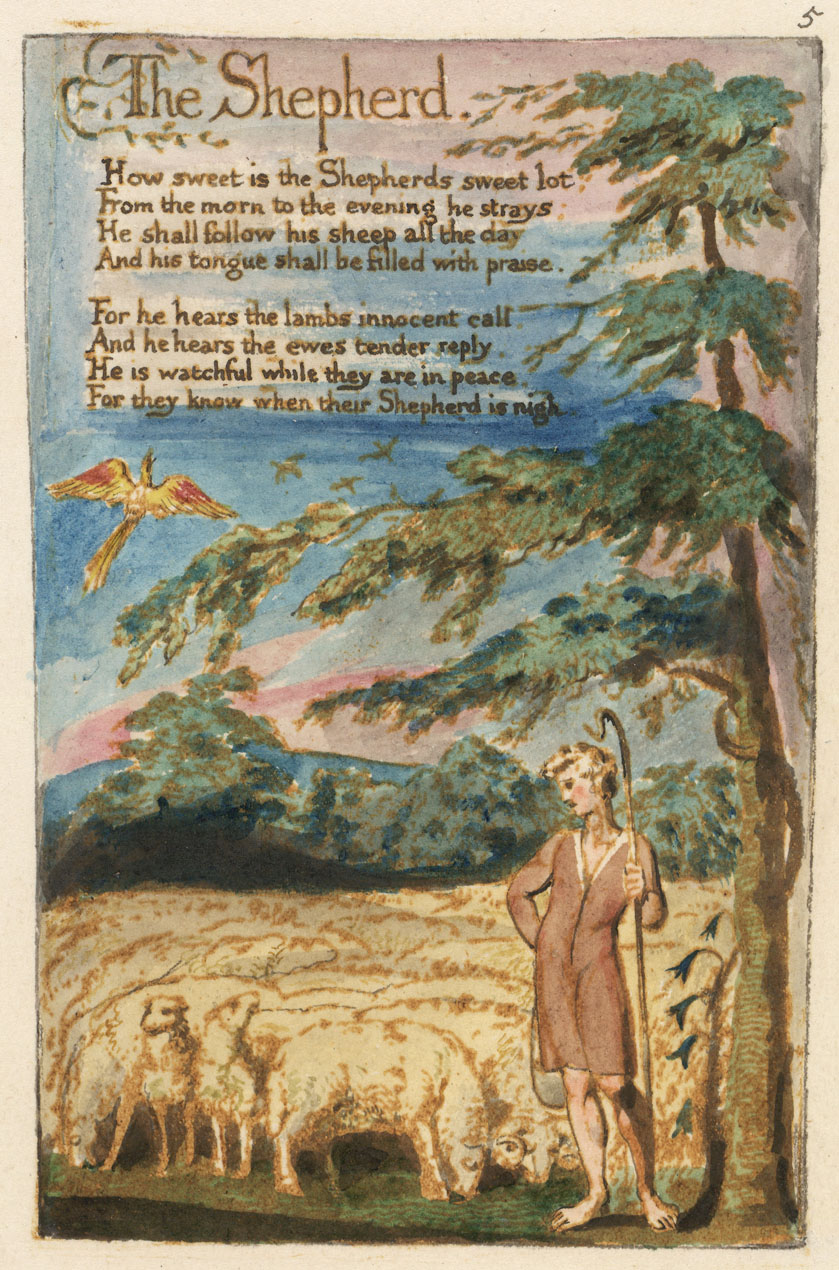 5
The Shepherd.
How sweet is the Shepherds sweet lot,
From the morn to the evening he strays:
He shall follow his sheep all the day
And his tongue shall be filled with praise.
For he hears the lambs innocent call.
And he hears the ewes tender reply.
He is watchful while they are in peace.
For they know when their Shepherd is nigh.